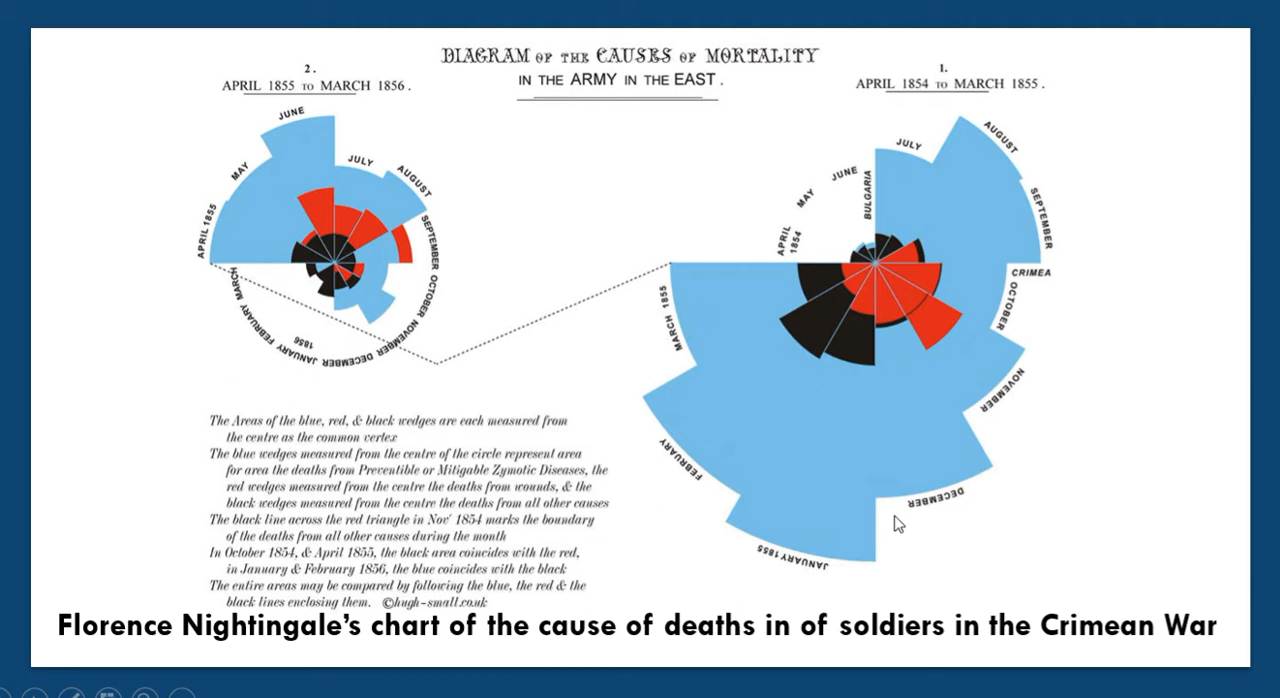 DIAGRAM OF THE CAUSES OF MORTALITY
IN THE ARMY IN THE EAST .
2 .
APRIL 1855 TO MARCH 1856 .
1.
APRIL 1854 TO MARCH 1855 .
APRIL 1855
MAY
JUNE
JULY
AUGUST
SEPTEMBER
OCTOBER
NOVEMBER
DECEMBER
JANUARY
1856
FEBRUARY
MARCH
APRIL
1854
MAY
JUNE
BULGARIA
JULY
AUGUST
SEPTEMBER
CRIMEA
OCTOBER
NOVEMBER
DECEMBER
JANUARY 1855
FEBRUARY
MARCH 1855
The Areas of the blue, red, & black wedges are each measured from
the centre as the common vertex
The blue wedges measured from the centre of the circle represent area
for area the deaths from Preventible or Mitigable Zymotic Diseases, the
red wedges measured from the centre the deaths from wounds, & the
black wedges measured from the centre the deaths from all other causes
The black line across the red triangle in Nov' 1854 marks the boundary
of the deaths from all other causes during the month
In October 1854, & April 1855, the black area coincides with the red,
in January & February 1856, the blue coincides with the black
The entire areas may be compared by following the blue, the red & the
black lines enclosing them. ©hugh-small.co.uk
Florence Nightingale's chart of the cause of deaths in of soldiers in the Crimean War